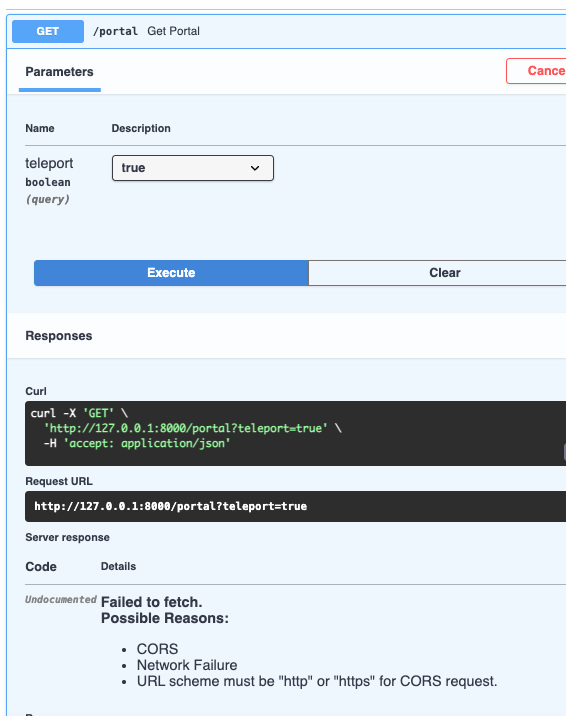 GET /portal Get Portal
Parameters
Cance
Name Description
teleport
boolean
(query)
true
Execute Clear
Responses
Curl
curl -X 'GET' \
'http://127.0.0.1:8000/portal?teleport=true' \
-H 'accept: application/json'
Request URL
http://127.0.0.1:8000/portal?teleport=true
Server response
Code Details
Undocumented Failed to fetch.
Possible Reasons:
• CORS
• Network Failure
• URL scheme must be "http" or "https" for CORS request.